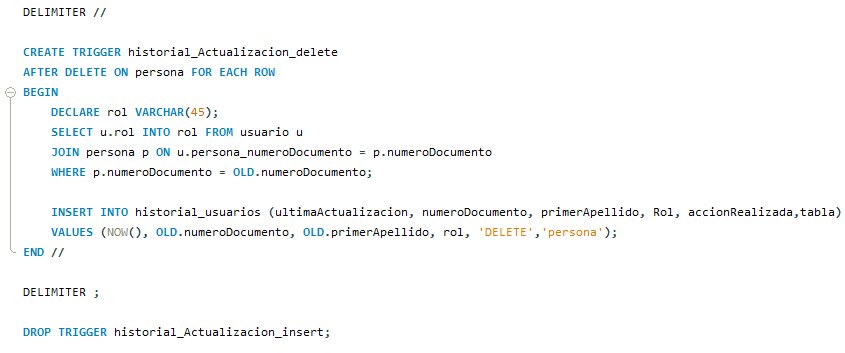 DELIMITER //
CREATE TRIGGER historial_Actualizacion_delete
AFTER DELETE ON persona FOR EACH ROW
BEGIN
DECLARE rol VARCHAR(45);
SELECT u.rol INTO rol FROM usuario u
JOIN persona p ON u.persona_numeroDocumento = p.numeroDocumento
WHERE p.numeroDocumento = OLD.numeroDocumento;
INSERT INTO historial_usuarios (ultimaActualizacion, numeroDocumento, primerApellido, Rol, accionRealizada,tabla)
VALUES (NOW(), OLD.numeroDocumento, OLD.primerApellido, rol, 'DELETE','persona');
END //
DELIMITER ;
DROP TRIGGER historial_Actualizacion_insert;